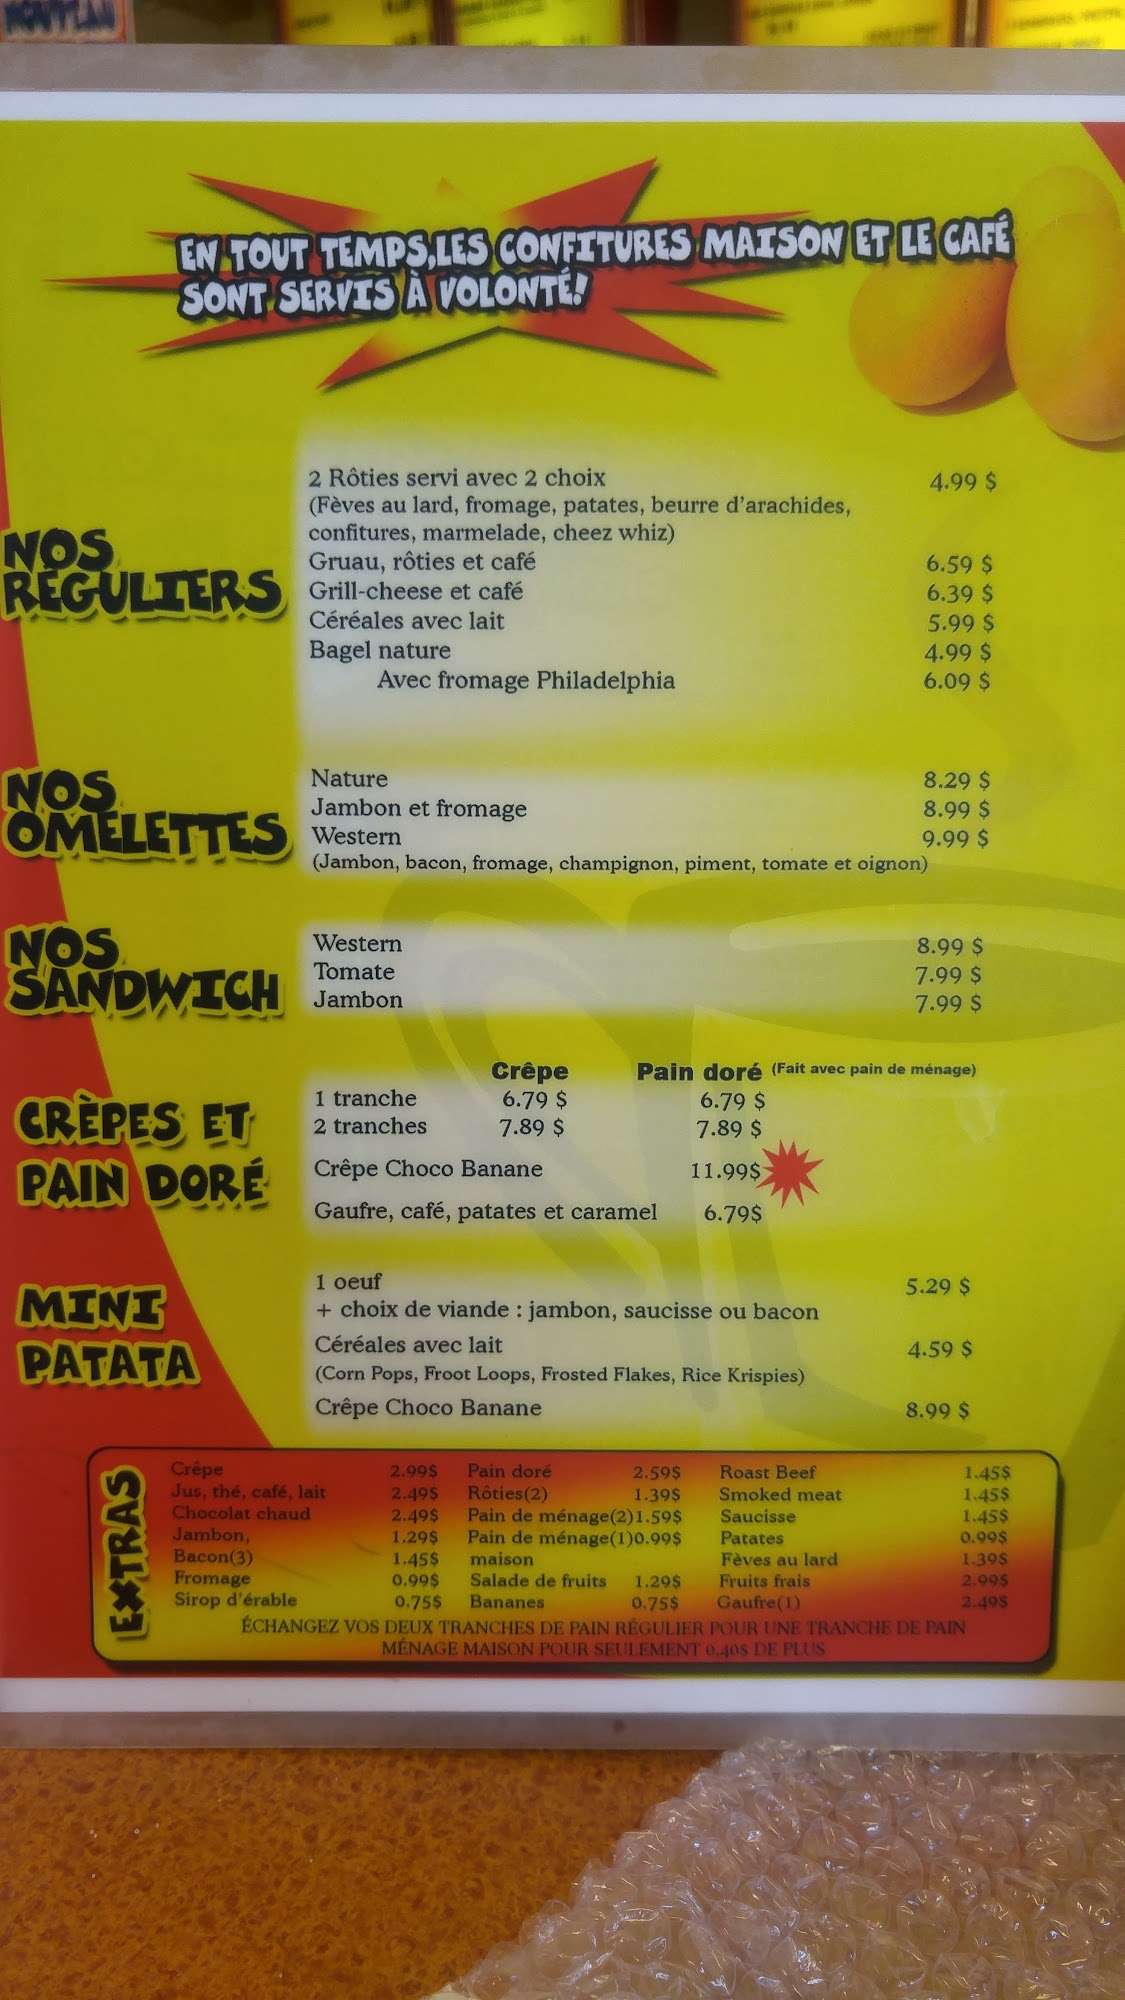 NOUVEAU
EN TOUT TEMPS,LES CONFITURES MAISON ET LE CAFÉ
SONT SERVIS À VOLONTÉ!
NOS
RÉGULIERS
2 Rôties servi avec 2 choix 4.99 $
(Fèves au lard, fromage, patates, beurre d'arachides,
confitures, marmelade, cheez whiz)
Gruau, rôties et café 6.59 $
Grill-cheese et café 6.39 $
Céréales avec lait 5.99 $
Bagel nature 4.99 $
Avec fromage Philadelphia 6.09 $
NOS
OMELETTES
Nature 8.29 $
Jambon et fromage 8.99 $
Western 9.99 $
(Jambon, bacon, fromage, champignon, piment, tomate et oignon)
NOS
SANDWICH
Western 8.99 $
Tomate 7.99 $
Jambon 7.99 $
CRÈPES ET
PAIN DORÉ
Crêpe Pain doré (Fait avec pain de ménage)
1 tranche 6.79 $ 6.79 $
2 tranches 7.89 $ 7.89 $
Crêpe Choco Banane 11.99$
Gaufre, café, patates et caramel 6.79$
MINI
PATATA
1 oeuf 5.29 $
+ choix de viande : jambon, saucisse ou bacon
Céréales avec lait 4.59 $
(Corn Pops, Froot Loops, Frosted Flakes, Rice Krispies)
Crêpe Choco Banane 8.99 $
EXTRAS
Crêpe 2.99$ Pain doré 2.59$ Roast Beef 1.45$
Jus, thé, café, lait 2.49$ Rôties(2) 1.39$ Smoked meat 1.45$
Chocolat chaud 2.49$ Pain de ménage(2)1.59$ Saucisse 1.45$
Jambon, 1.29$ Pain de ménage(1)0.99$ Patates 0.99$
Bacon(3) 1.45$ maison Fèves au lard 1.39$
Fromage 0.99$ Salade de fruits 1.29$ Fruits frais 2.99$
Sirop d'érable 0.75$ Bananes 0.75$ Gaufre(1) 2.49$
ÉCHANGEZ VOS DEUX TRANCHES DE PAIN RÉGULIER POUR UNE TRANCHE DE PAIN
MÉNAGE MAISON POUR SEULEMENT 0,40$ DE PLUS